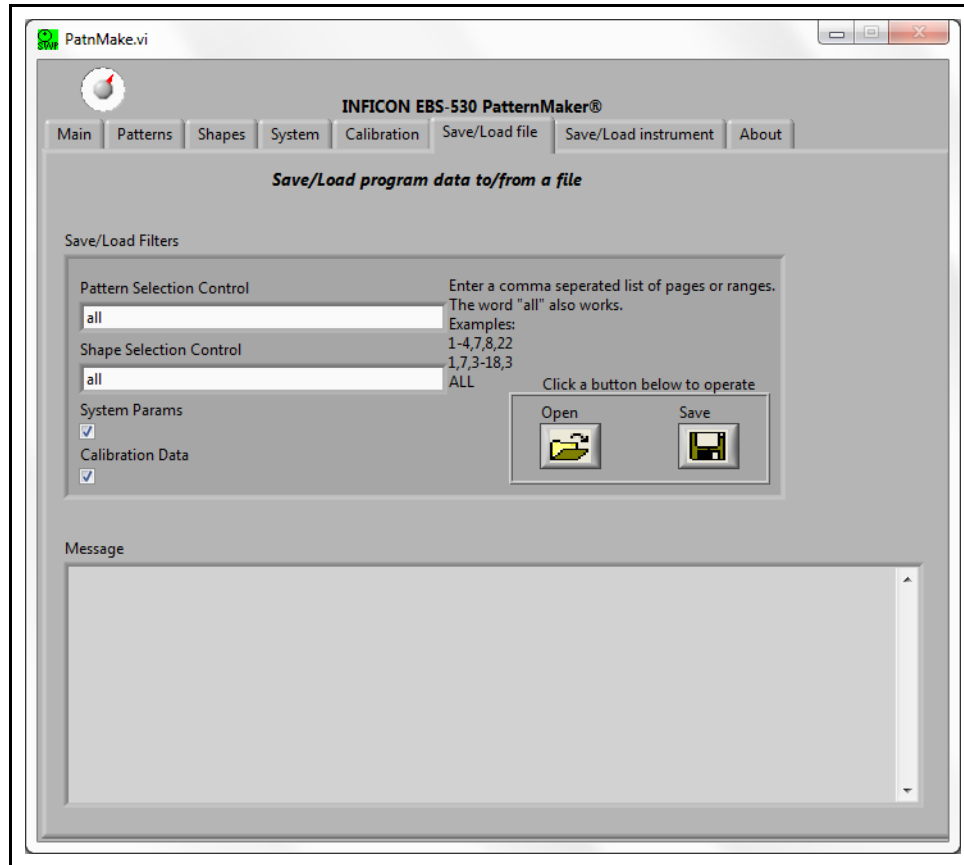 PatnMake.vi
INFICON EBS-530 PatternMaker®
Main Patterns Shapes System Calibration Save/Load file Save/Load instrument About
Save/Load program data to/from a file
Save/Load Filters
Pattern Selection Control
all
Shape Selection Control
all
System Params
Calibration Data
Enter a comma seperated list of pages or ranges.
The word "all" also works.
Examples:
1-4,7,8,22
1,7,3-18,3
ALL
Click a button below to operate
Open Save
Message